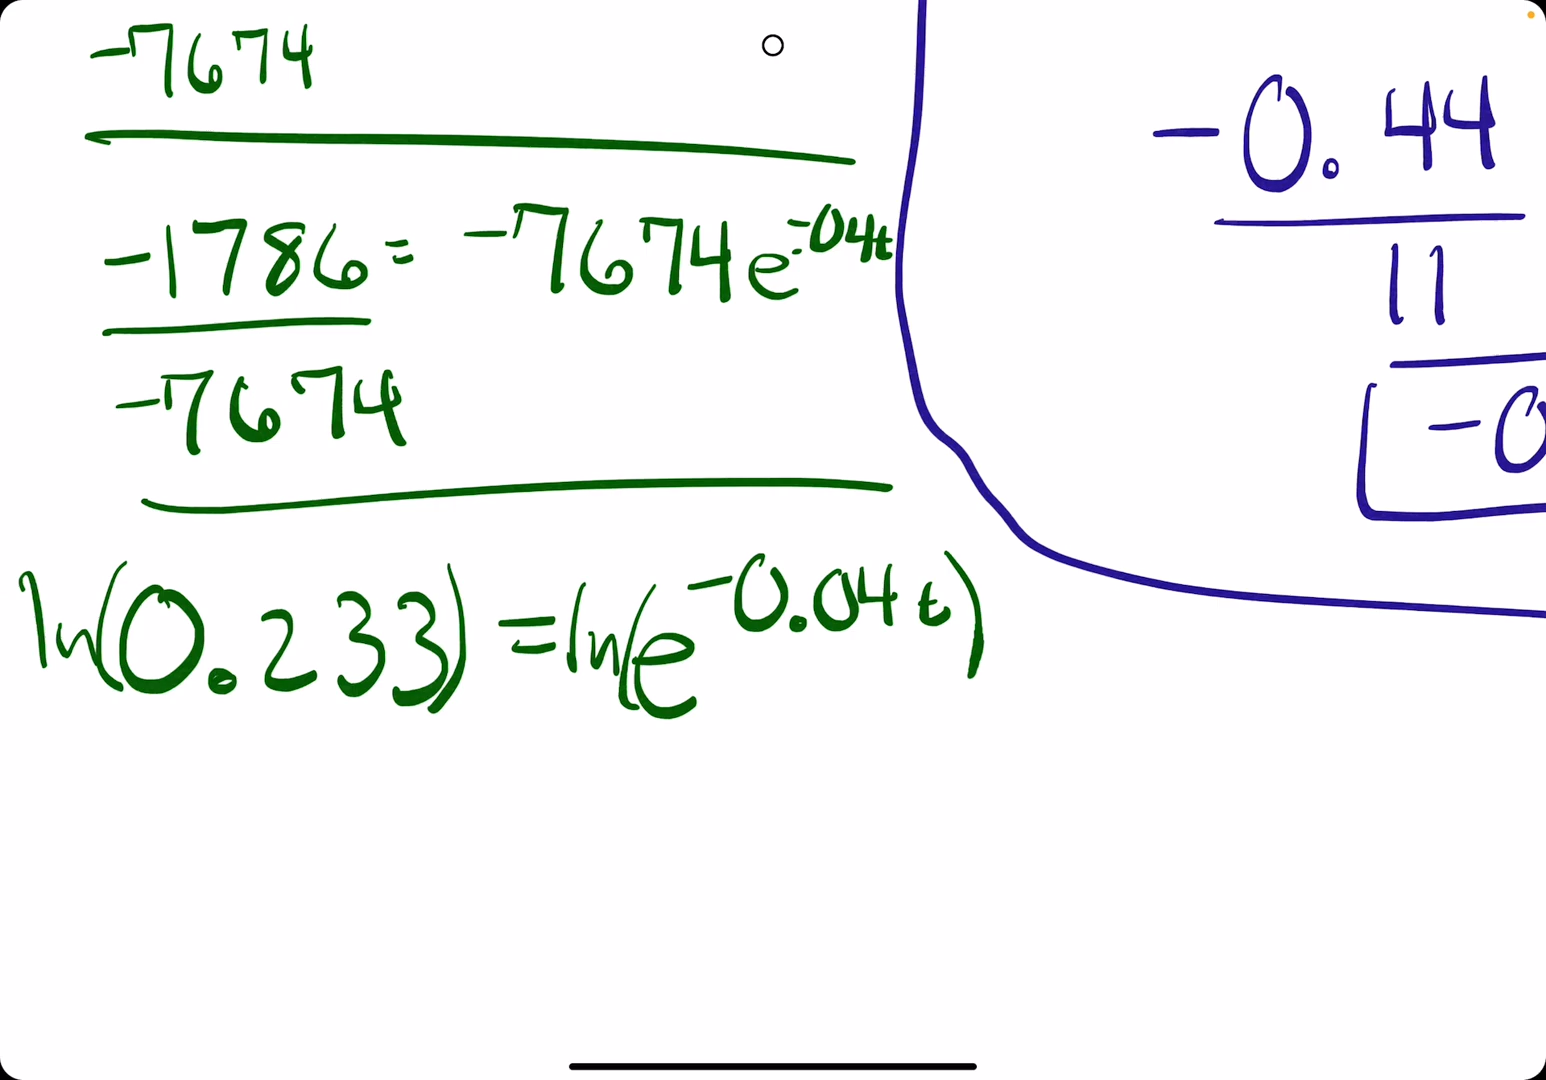 -7674
-1786 = -7674e^-.04t
-7674
ln(0.233) = ln(e^-0.04t)
-0.44
11
-0